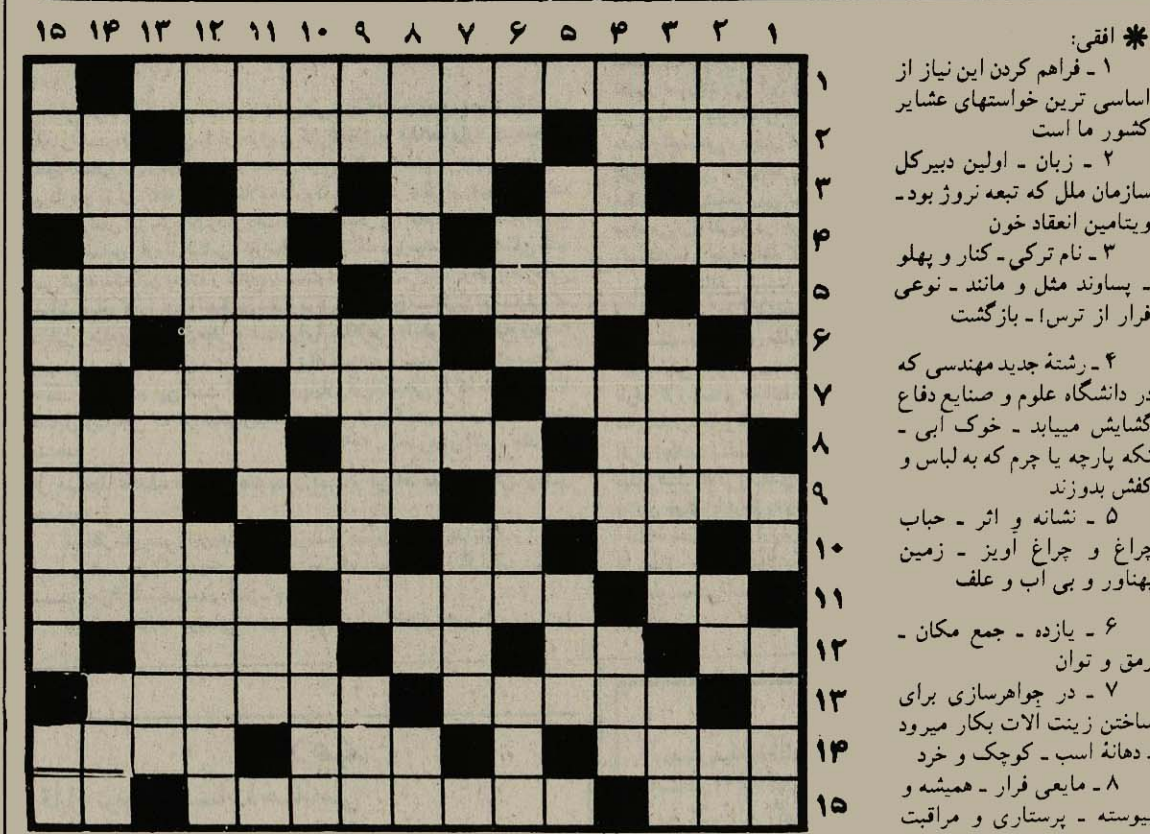 ۱ ۲ ۳ ۴ ۵ ۶ ۷ ۸ ۹ ۱۰ ۱۱ ۱۲ ۱۳ ۱۴ ۱۵
۱
۲
۳
۴
۵
۶
۷
۸
۹
۱۰
۱۱
۱۲
۱۳
۱۴
۱۵
افقی:
۱ ـ فراهم کردن این نیاز از
اساسی ترین خواستهای عشایر
کشور ما است
۲ ـ زبان ـ اولین دبیرکل
سازمان ملل که تبعه نروژ بود ـ
ویتامین انعقاد خون
۳ ـ نام ترکی ـ کنار و پهلو
ـ پساوند مثل و مانند ـ نوعی
فرار از ترس! ـ بازگشت
۴ ـ رشتهٔ جدید مهندسی که
در دانشگاه علوم و صنایع دفاع
گشایش مییابد ـ خوک آبی ـ
تکه پارچه یا چرم که به لباس و
کفش بدوزند
۵ ـ نشانه و اثر ـ حباب
چراغ و چراغ آویز ـ زمین
پهناور و بی آب و علف
۶ ـ یازده ـ جمع مکان ـ
رمق و توان
۷ ـ در جواهرسازی برای
ساختن زینت آلات بکار میرود
ـ دهانهٔ اسب ـ کوچک و خرد
۸ ـ مایعی فرار ـ همیشه و
پیوسته ـ پرستاری و مراقبت